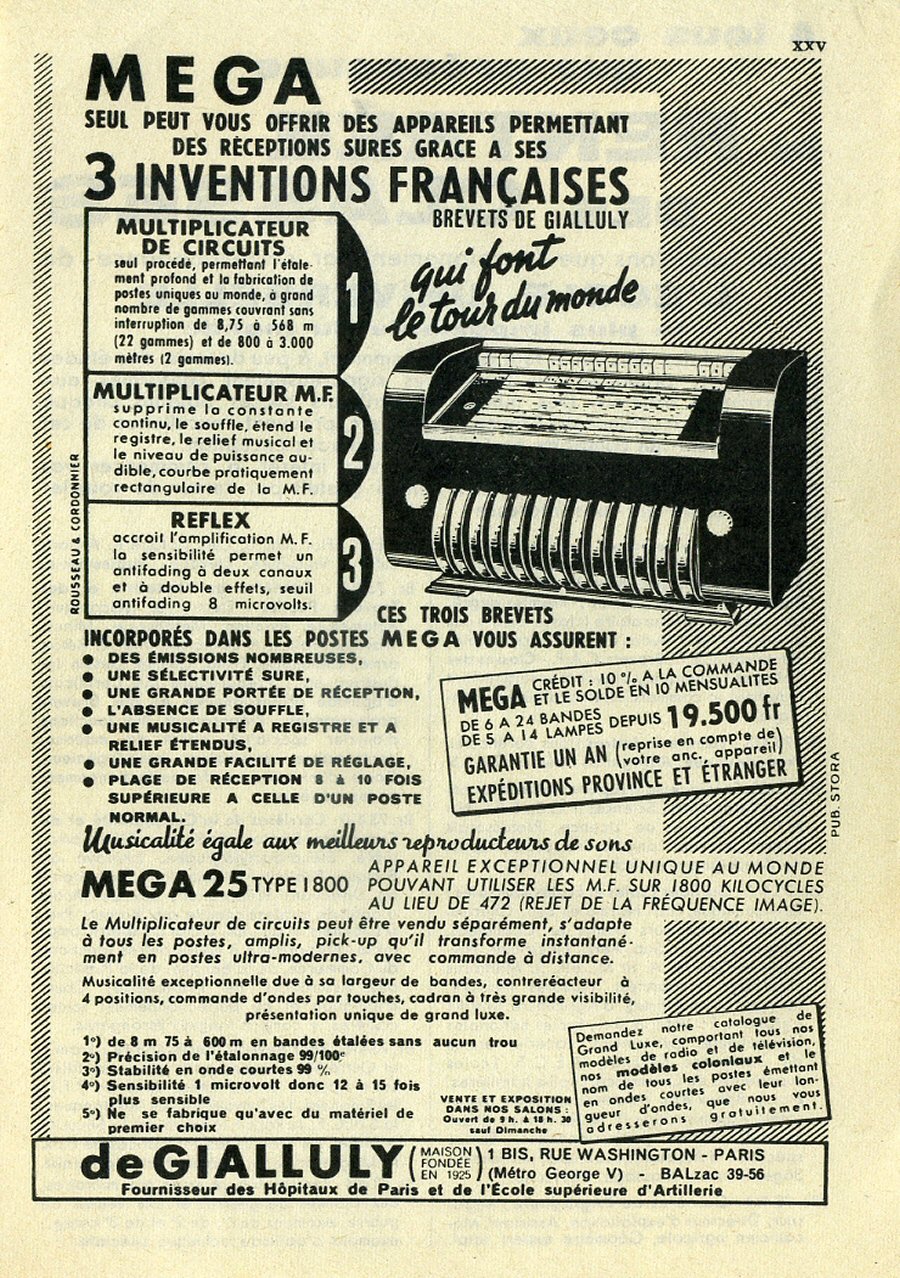 XXV
MEGA
SEUL PEUT VOUS OFFRIR DES APPAREILS PERMETTANT
DES RÉCEPTIONS SURES GRACE A SES
3 INVENTIONS FRANÇAISES
BREVETS DE GIALLULY
qui font
le tour du monde
MULTIPLICATEUR
DE CIRCUITS
seul procédé, permettant l'étale-
ment profond et la fabrication de
postes uniques au monde, à grand
nombre de gammes couvrant sans
interruption de 8,75 à 568 m
(22 gammes) et de 800 à 3.000
mètres (2 gammes).
1
MULTIPLICATEUR M.F.
supprime la constante
continu, le souffle, étend le
registre, le relief musical et
le niveau de puissance au-
dible, courbe pratiquement
rectangulaire de la M.F.
2
REFLEX
accroit l'amplification M.F.
la sensibilité permet un
antifading à deux canaux
et à double effets, seuil
antifading 8 microvolts.
3
ROUSSEAU & CORDONNIER
CES TROIS BREVETS
INCORPORÉS DANS LES POSTES MEGA VOUS ASSURENT :
● DES ÉMISSIONS NOMBREUSES,
● UNE SÉLECTIVITÉ SURE,
● UNE GRANDE PORTÉE DE RÉCEPTION,
● L'ABSENCE DE SOUFFLE,
● UNE MUSICALITÉ A REGISTRE ET A
RELIEF ÉTENDUS,
● UNE GRANDE FACILITÉ DE RÉGLAGE,
● PLAGE DE RÉCEPTION 8 à 10 FOIS
SUPÉRIEURE A CELLE D'UN POSTE
NORMAL.
MEGA CRÉDIT : 10 % A LA COMMANDE
ET LE SOLDE EN 10 MENSUALITÉS
DE 6 A 24 BANDES
DE 5 A 14 LAMPES DEPUIS 19.500 fr
GARANTIE UN AN (reprise en compte de
votre anc. appareil)
EXPÉDITIONS PROVINCE ET ÉTRANGER
PUB. STORA
Musicalité égale aux meilleurs reproducteurs de sons
MEGA 25 TYPE 1800
APPAREIL EXCEPTIONNEL UNIQUE AU MONDE
POUVANT UTILISER LES M.F. SUR 1800 KILOCYCLES
AU LIEU DE 472 (REJET DE LA FRÉQUENCE IMAGE).
Le Multiplicateur de circuits peut être vendu séparément, s'adapte
à tous les postes, amplis, pick-up qu'il transforme instantané-
ment en postes ultra-modernes, avec commande à distance.
Musicalité exceptionnelle due à sa largeur de bandes, contreréacteur à
4 positions, commande d'ondes par touches, cadran à très grande visibilité,
présentation unique de grand luxe.
1°) de 8 m 75 à 600 m en bandes étalées sans aucun trou
2°) Précision de l'étalonnage 99/100e
3°) Stabilité en onde courtes 99 %
4°) Sensibilité 1 microvolt donc 12 à 15 fois
plus sensible
5°) Ne se fabrique qu'avec du matériel de
premier choix
VENTE ET EXPOSITION
DANS NOS SALONS :
Ouvert de 9 h. à 18 h. 30
sauf Dimanche
Demandez notre catalogue de
Grand Luxe, comportant tous nos
modèles de radio et de télévision,
nos modèles coloniaux et le
nom de tous les postes émettant
en ondes courtes avec leur lon-
gueur d'ondes, que nous vous
adresserons gratuitement.
de GIALLULY (MAISON
FONDÉE
EN 1925)
1 BIS, RUE WASHINGTON - PARIS
(Métro George V) - BALzac 39-56
Fournisseur des Hôpitaux de Paris et de l'École supérieure d'Artillerie